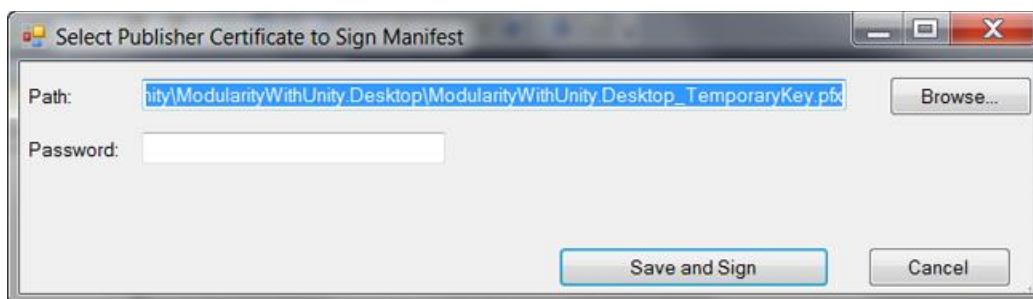 Select Publisher Certificate to Sign Manifest
Path: nity\ModularityWithUnity.Desktop\ModularityWithUnity.Desktop_TemporaryKey.pfx Browse...
Password:
Save and Sign Cancel